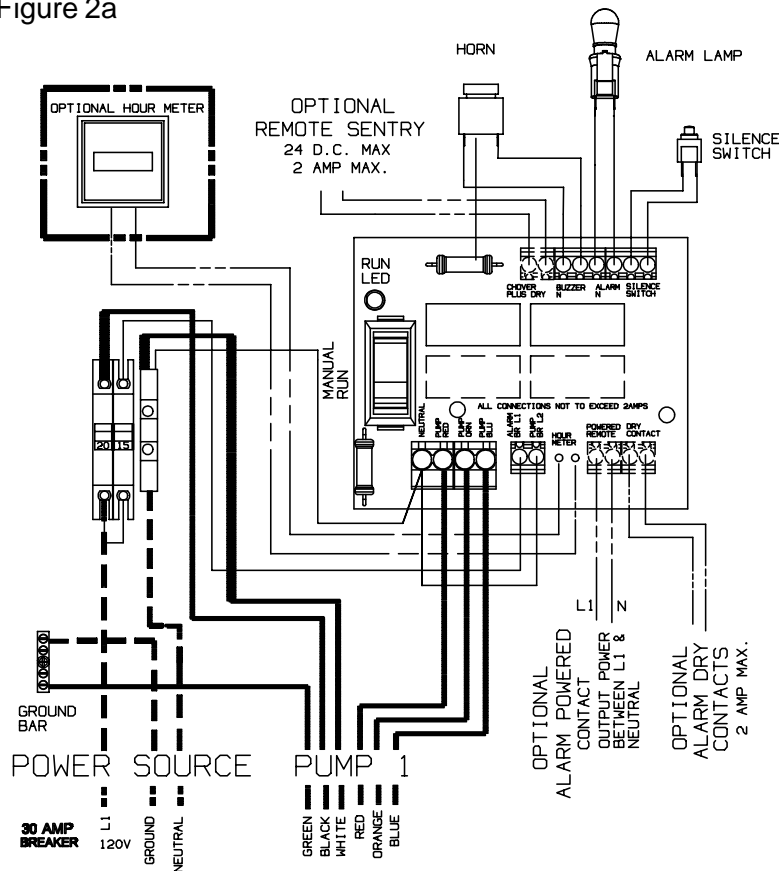 Figure 2a
HORN
ALARM LAMP
OPTIONAL HOUR METER
OPTIONAL
REMOTE SENTRY
24 D.C. MAX
2 AMP MAX.
SILENCE
SWITCH
RUN
LED
CHOVER
PLUS DRY
BUZZER
N
ALARM
N
SILENCE
SWITCH
MANUAL
RUN
ALL CONNECTIONS NOT TO EXCEED 2AMPS
NEUTRAL
PUMP
RED
PUMP
ORN
PUMP
BLU
ALARM
BR L1
PUMP
BR L2
HOUR
METER
POWERED
REMOTE
DRY
CONTACT
20
15
L1
N
OPTIONAL
ALARM POWERED
CONTACT
OUTPUT POWER
BETWEEN L1 &
NEUTRAL
OPTIONAL
ALARM DRY
CONTACTS
2 AMP MAX.
GROUND
BAR
POWER SOURCE
PUMP 1
30 AMP
BREAKER
L1
120V
GROUND
NEUTRAL
GREEN
BLACK
WHITE
RED
ORANGE
BLUE